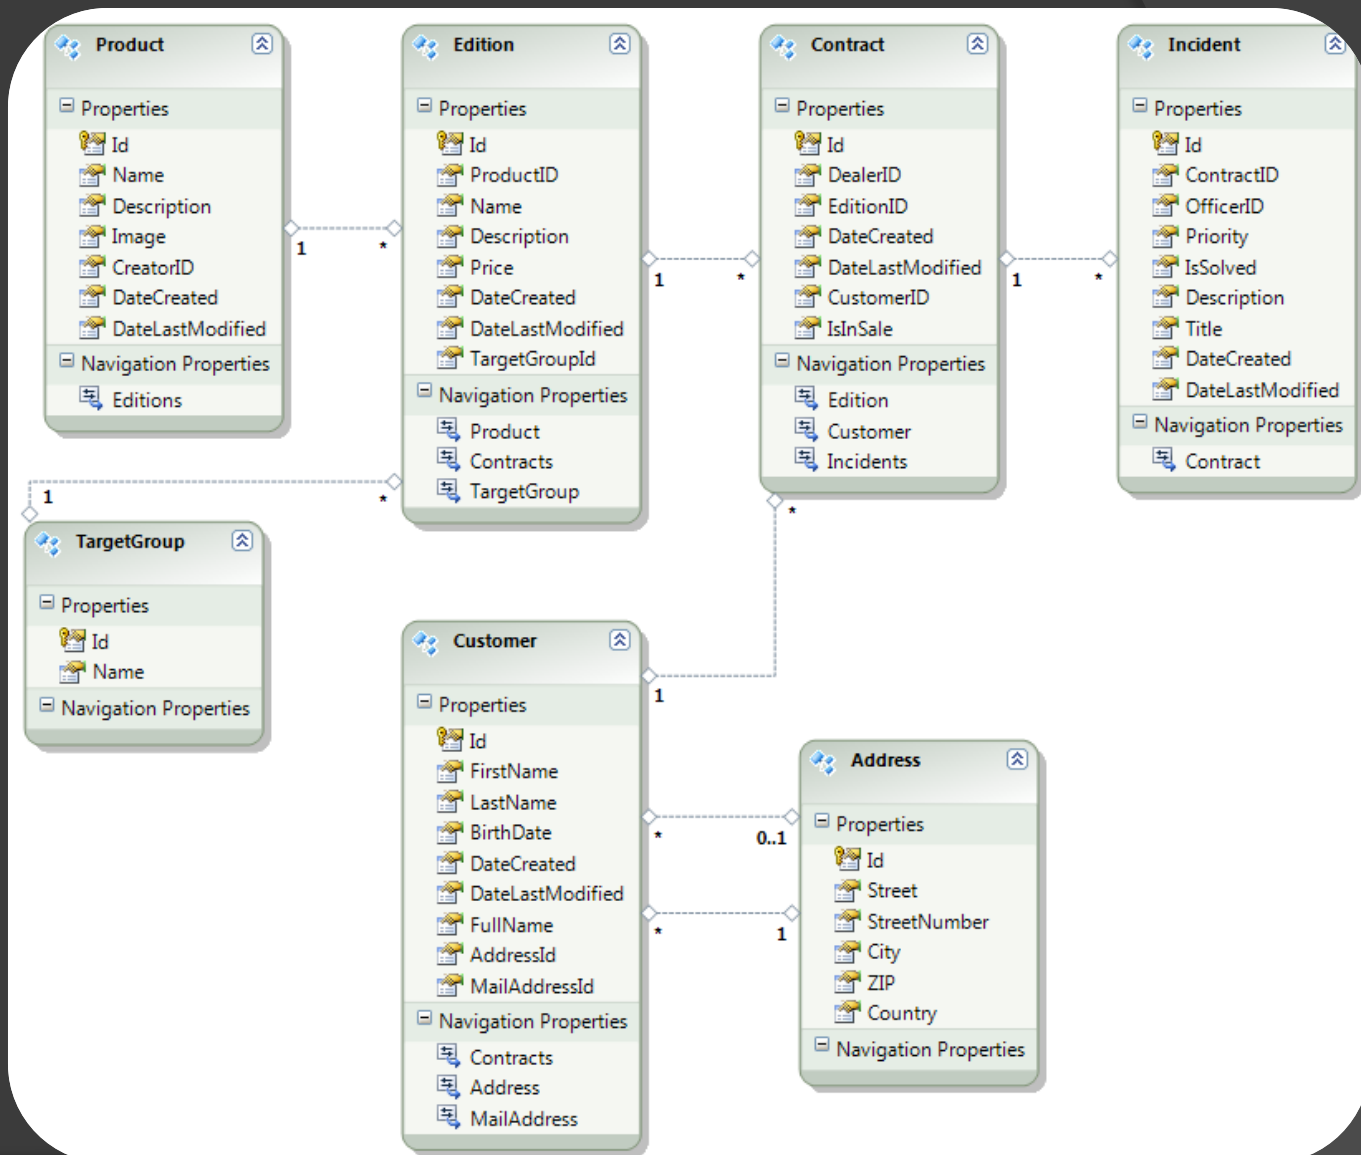 Product
Properties
Id
Name
Description
Image
CreatorID
DateCreated
DateLastModified
Navigation Properties
Editions
1
*
Edition
Properties
Id
ProductID
Name
Description
Price
DateCreated
DateLastModified
TargetGroupId
Navigation Properties
Product
Contracts
TargetGroup
1
*
Contract
Properties
Id
DealerID
EditionID
DateCreated
DateLastModified
CustomerID
IsInSale
Navigation Properties
Edition
Customer
Incidents
1
*
Incident
Properties
Id
ContractID
OfficerID
Priority
IsSolved
Description
Title
DateCreated
DateLastModified
Navigation Properties
Contract
1
*
TargetGroup
Properties
Id
Name
Navigation Properties
*
1
Customer
Properties
Id
FirstName
LastName
BirthDate
DateCreated
DateLastModified
FullName
AddressId
MailAddressId
Navigation Properties
Contracts
Address
MailAddress
*
0..1
*
1
Address
Properties
Id
Street
StreetNumber
City
ZIP
Country
Navigation Properties